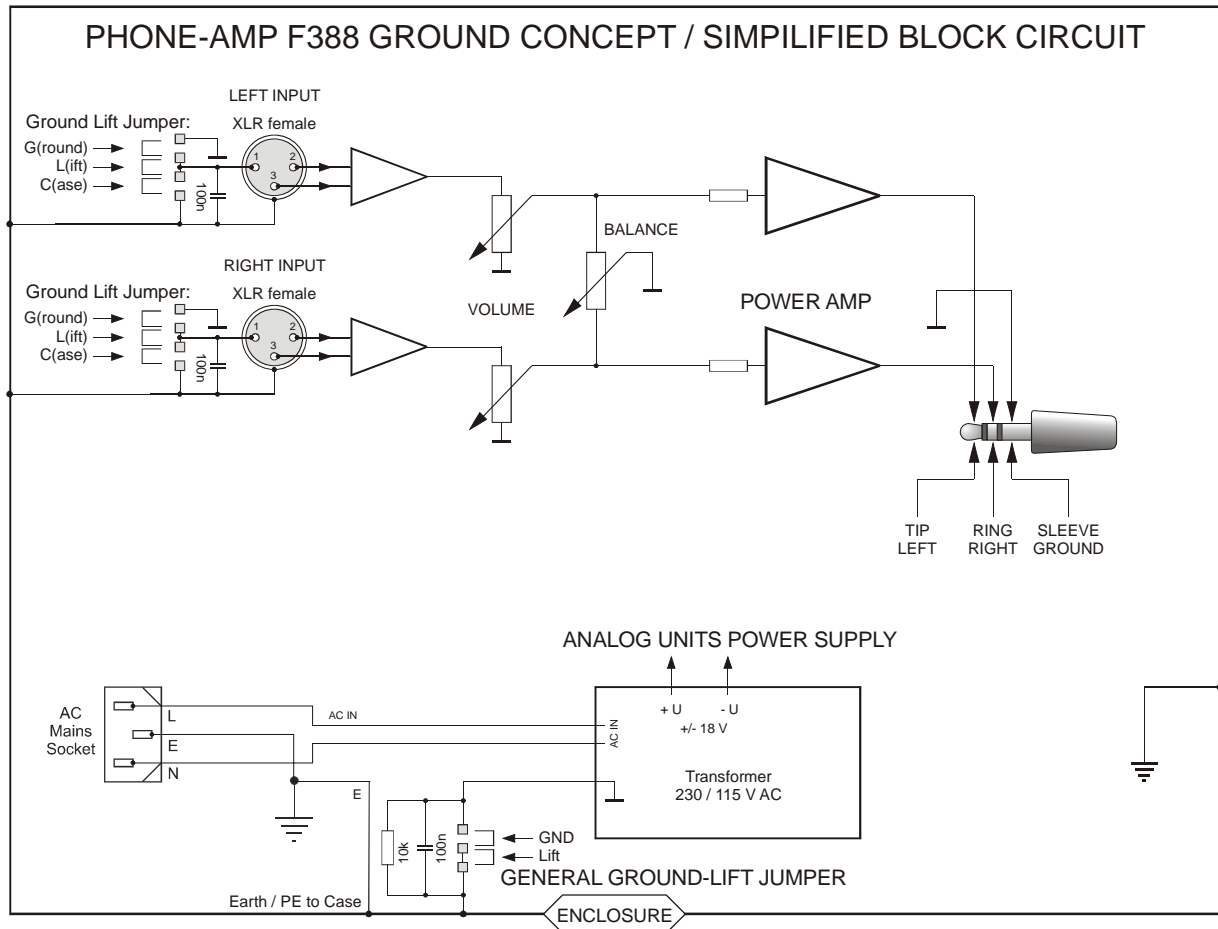 PHONE-AMP F388 GROUND CONCEPT / SIMPILIFIED BLOCK CIRCUIT
LEFT INPUT
XLR female
Ground Lift Jumper:
G(round)
L(ift)
C(ase)
100n
1
2
3
RIGHT INPUT
XLR female
Ground Lift Jumper:
G(round)
L(ift)
C(ase)
100n
1
2
3
VOLUME
BALANCE
POWER AMP
TIP
LEFT
RING
RIGHT
SLEEVE
GROUND
ANALOG UNITS POWER SUPPLY
+ U
- U
+/- 18 V
AC IN
Transformer
230 / 115 V AC
AC
Mains
Socket
L
E
N
AC IN
E
10k
100n
GND
Lift
GENERAL GROUND-LIFT JUMPER
Earth / PE to Case
ENCLOSURE